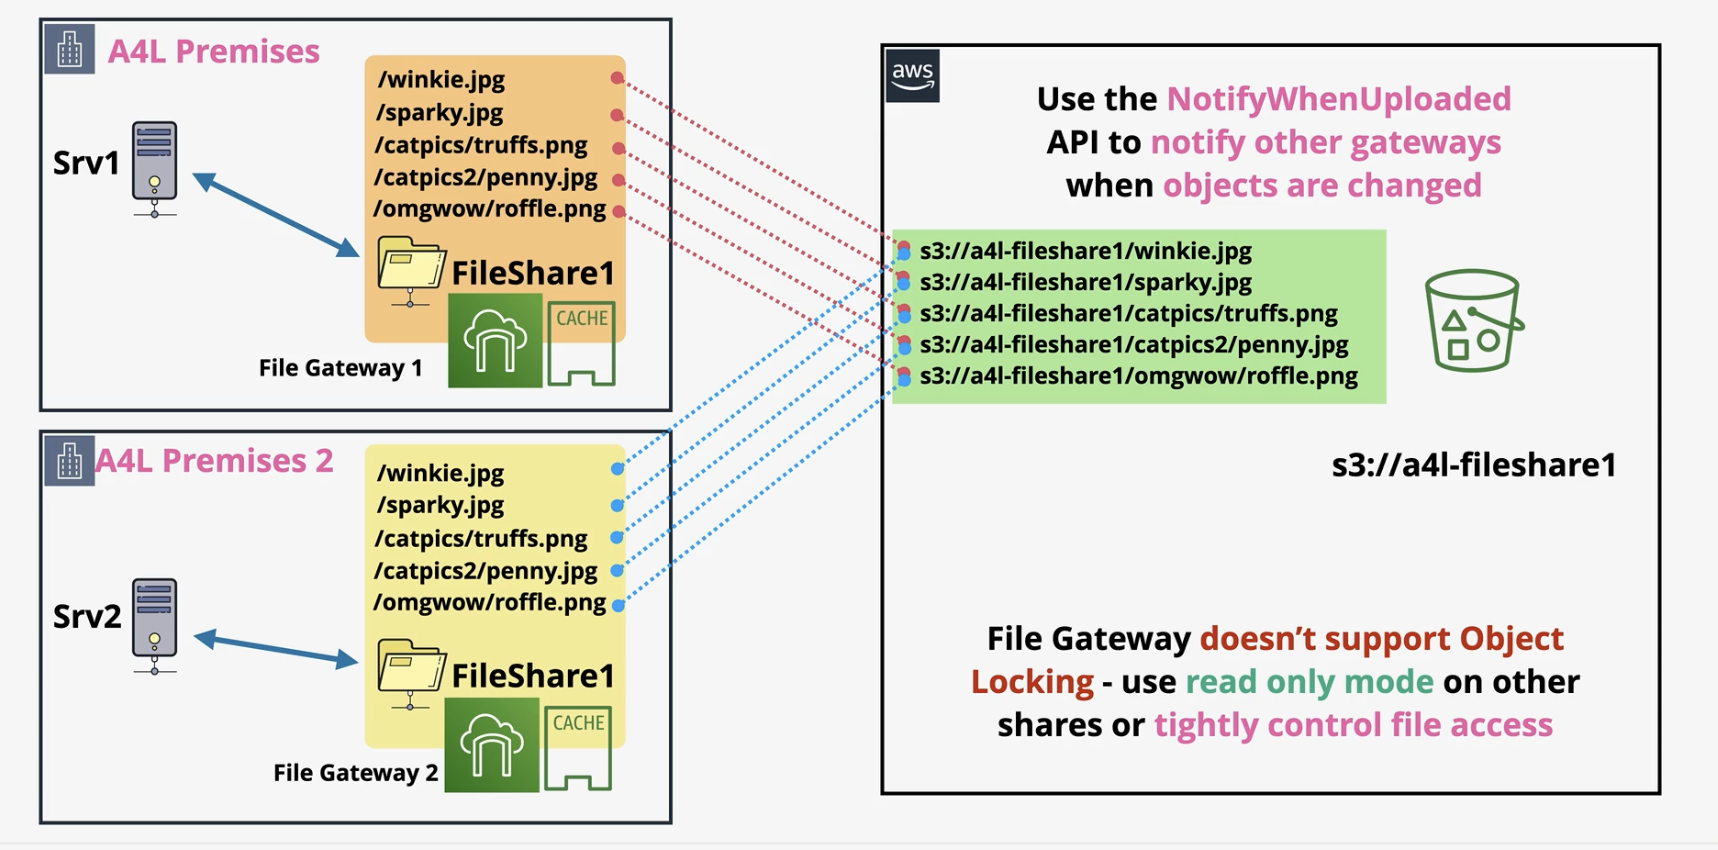 A4L Premises
/winkie.jpg
/sparky.jpg
/catpics/truffs.png
/catpics2/penny.jpg
/omgwow/roffle.png
Srv1
FileShare1
CACHE
File Gateway 1
A4L Premises 2
/winkie.jpg
/sparky.jpg
/catpics/truffs.png
/catpics2/penny.jpg
/omgwow/roffle.png
Srv2
FileShare1
CACHE
File Gateway 2
aws
Use the NotifyWhenUploaded
API to notify other gateways
when objects are changed
s3://a4l-fileshare1/winkie.jpg
s3://a4l-fileshare1/sparky.jpg
s3://a4l-fileshare1/catpics/truffs.png
s3://a4l-fileshare1/catpics2/penny.jpg
s3://a4l-fileshare1/omgwow/roffle.png
s3://a4l-fileshare1
File Gateway doesn’t support Object
Locking - use read only mode on other
shares or tightly control file access